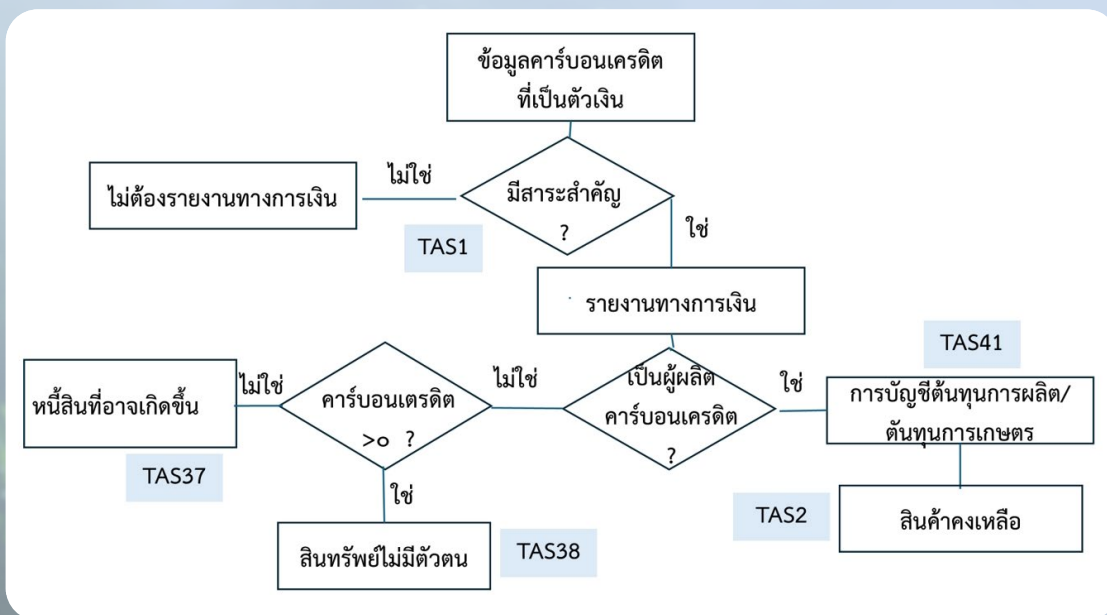 ข้อมูลคาร์บอนเครดิต
ที่เป็นตัวเงิน
ไม่ใช่
ไม่ต้องรายงานทางการเงิน
มีสาระสำคัญ
?
ใช่
TAS1
รายงานทางการเงิน
TAS41
ไม่ใช่
คาร์บอนเตรดิต
>๐ ?
ไม่ใช่
เป็นผู้ผลิต
คาร์บอนเครดิต
?
ใช่
หนี้สินที่อาจเกิดขึ้น
การบัญชีต้นทุนการผลิต/
ต้นทุนการเกษตร
TAS37
ใช่
TAS2
สินค้าคงเหลือ
สินทรัพย์ไม่มีตัวตน
TAS38